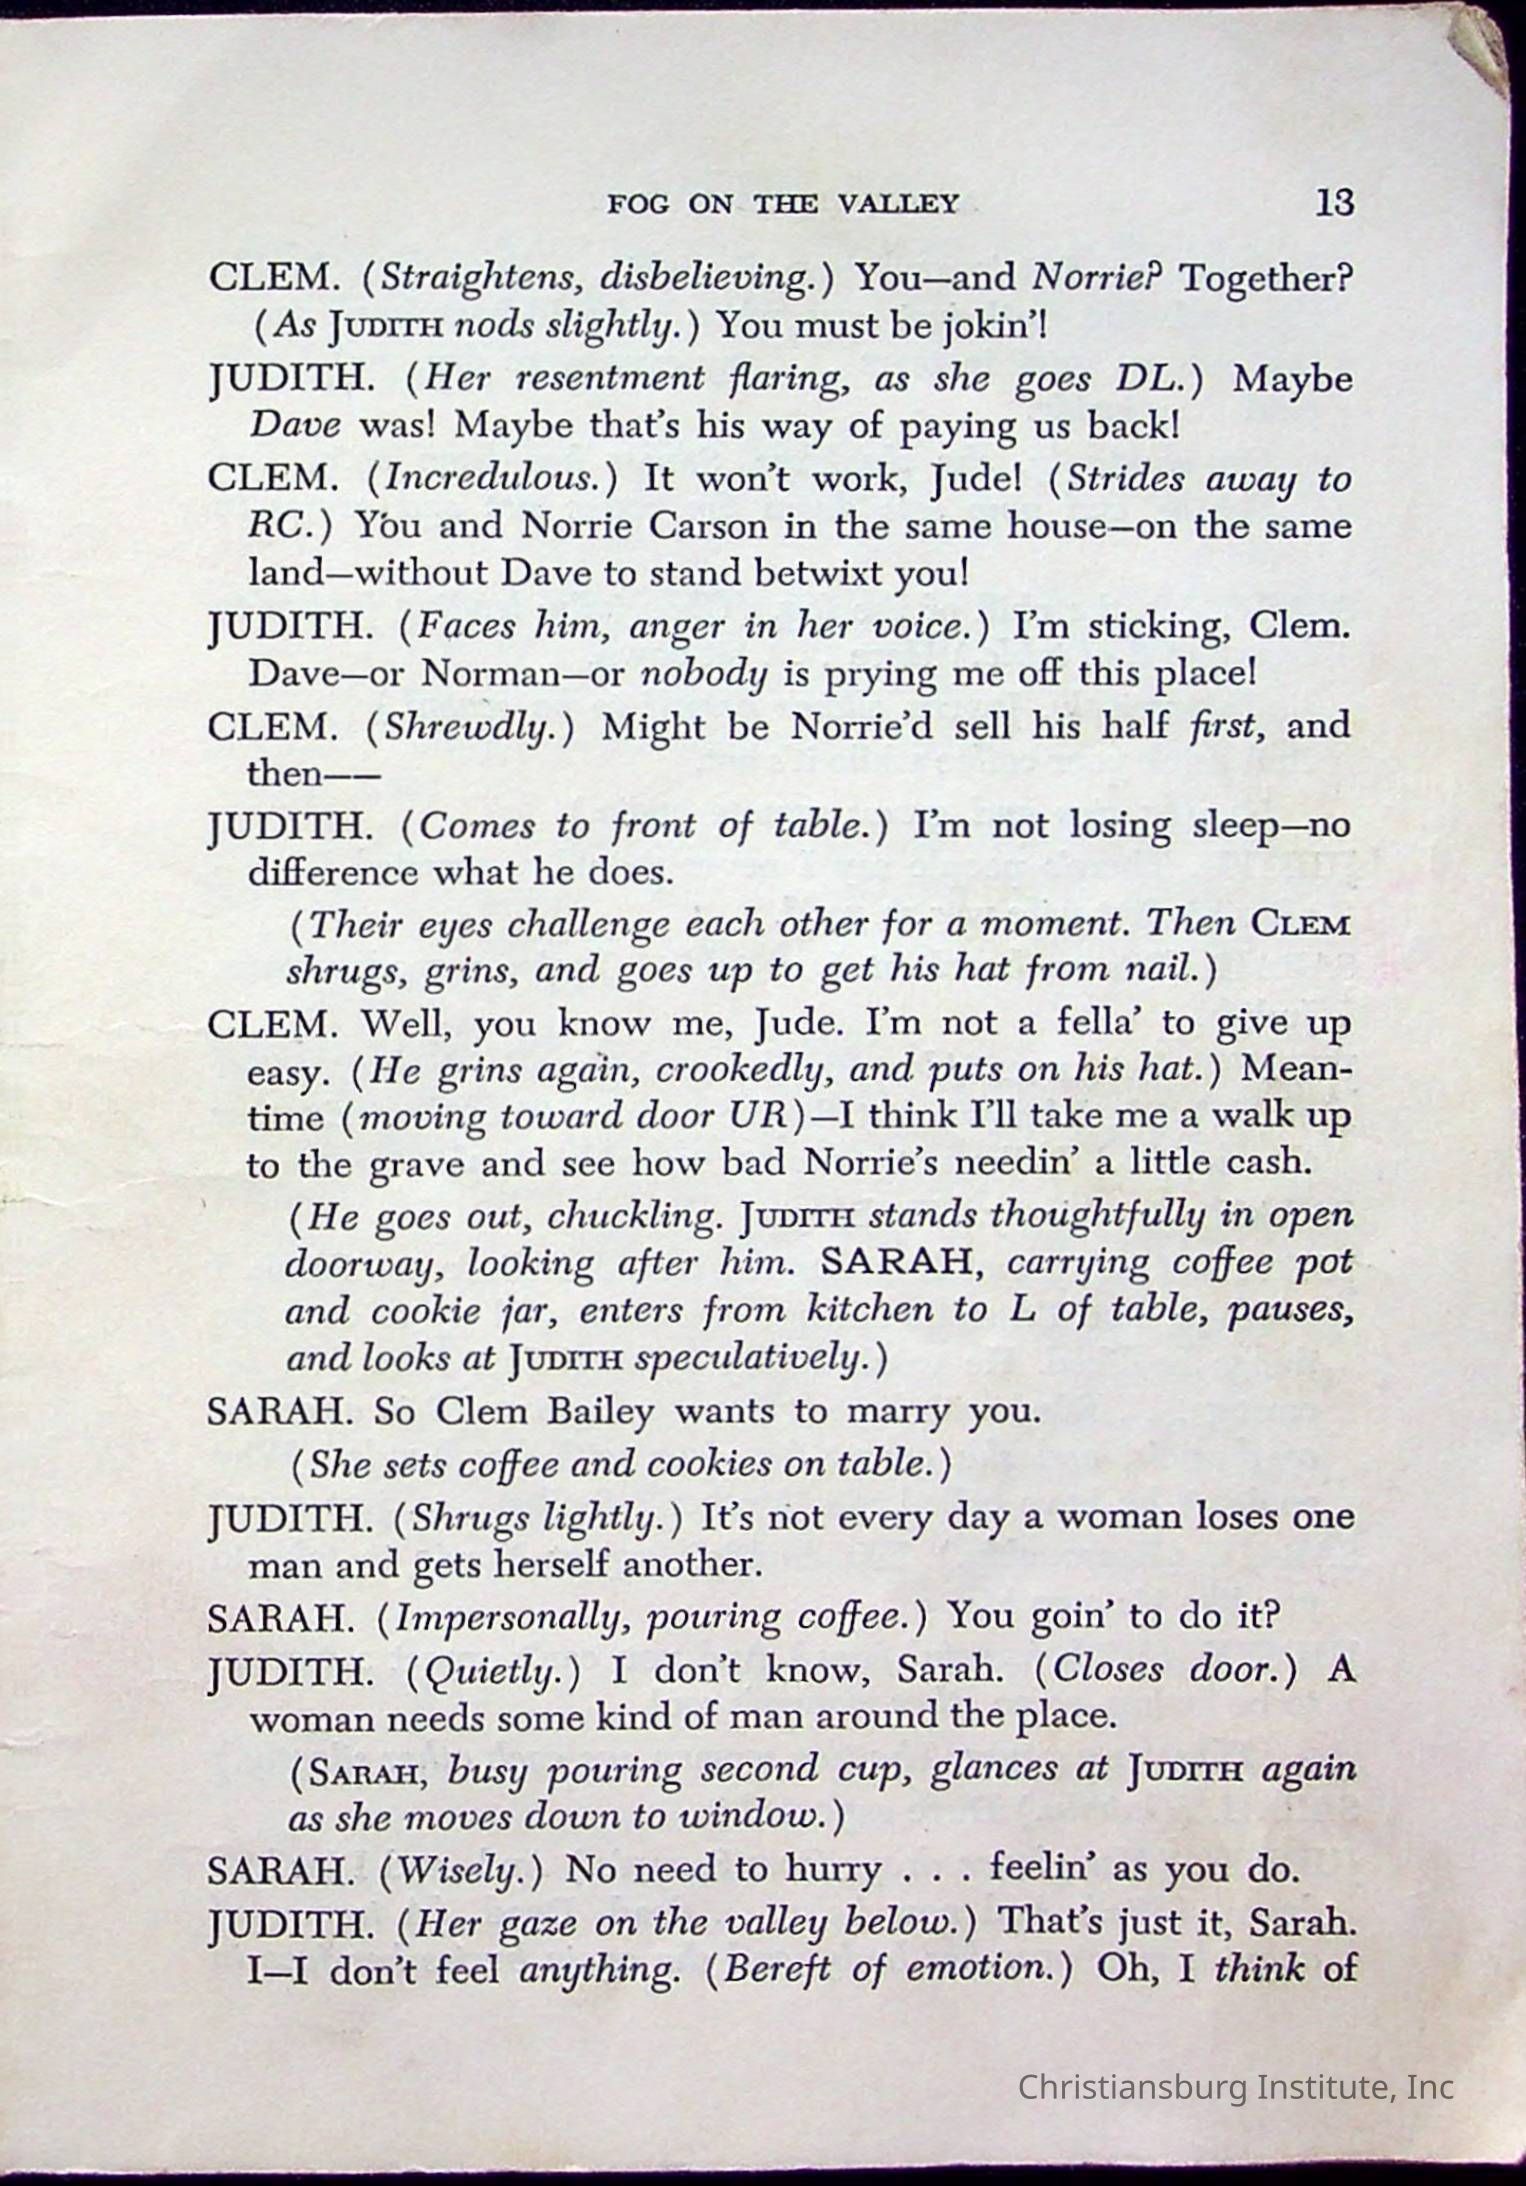 FOG ON THE VALLEY 13
CLEM. (Straightens, disbelieving.) You—and Norrie? Together?
(As JUDITH nods slightly.) You must be jokin'!
JUDITH. (Her resentment flaring, as she goes DL.) Maybe
Dave was! Maybe that's his way of paying us back!
CLEM. (Incredulous.) It won't work, Jude! (Strides away to
RC.) You and Norrie Carson in the same house—on the same
land—without Dave to stand betwixt you!
JUDITH. (Faces him, anger in her voice.) I'm sticking, Clem.
Dave—or Norman—or nobody is prying me off this place!
CLEM. (Shrewdly.) Might be Norrie'd sell his half first, and
then——
JUDITH. (Comes to front of table.) I'm not losing sleep—no
difference what he does.
(Their eyes challenge each other for a moment. Then CLEM
shrugs, grins, and goes up to get his hat from nail.)
CLEM. Well, you know me, Jude. I'm not a fella' to give up
easy. (He grins again, crookedly, and puts on his hat.) Mean-
time (moving toward door UR)—I think I'll take me a walk up
to the grave and see how bad Norrie's needin' a little cash.
(He goes out, chuckling. JUDITH stands thoughtfully in open
doorway, looking after him. SARAH, carrying coffee pot
and cookie jar, enters from kitchen to L of table, pauses,
and looks at JUDITH speculatively.)
SARAH. So Clem Bailey wants to marry you.
(She sets coffee and cookies on table.)
JUDITH. (Shrugs lightly.) It's not every day a woman loses one
man and gets herself another.
SARAH. (Impersonally, pouring coffee.) You goin' to do it?
JUDITH. (Quietly.) I don't know, Sarah. (Closes door.) A
woman needs some kind of man around the place.
(SARAH, busy pouring second cup, glances at JUDITH again
as she moves down to window.)
SARAH. (Wisely.) No need to hurry . . . feelin' as you do.
JUDITH. (Her gaze on the valley below.) That's just it, Sarah.
I—I don't feel anything. (Bereft of emotion.) Oh, I think of
Christiansburg Institute, Inc